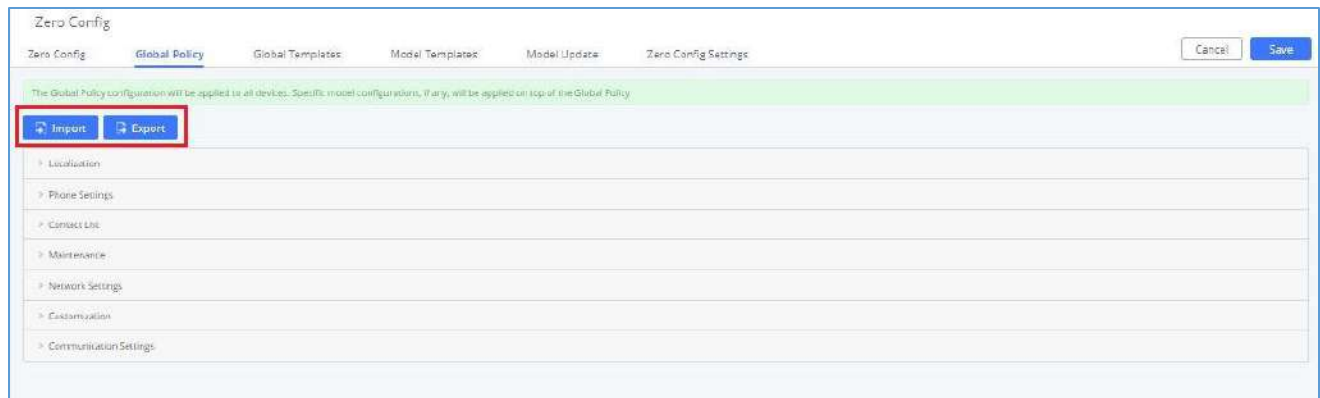 Zero Config
Zero Config Global Policy Global Templates Model Templates Model Update Zero Config Settings Cancel Save
The Global Policy configuration will be applied to all devices. Specific model configurations, if any, will be applied on top of the Global Policy
Import Export
Localization
Phone Settings
Contact List
Maintenance
Network Settings
Customization
Communication Settings